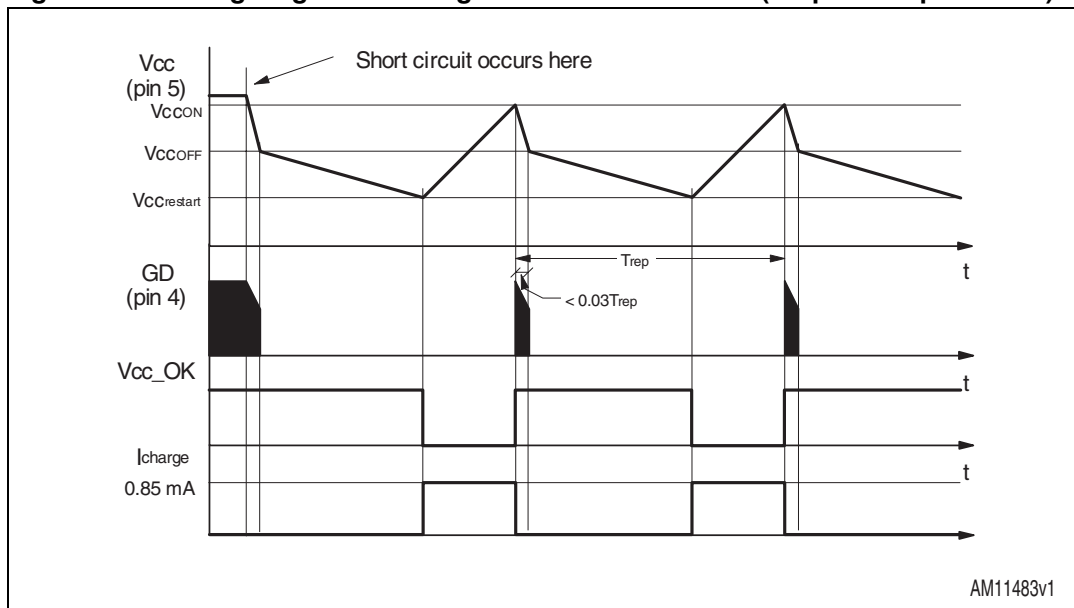 Short circuit occurs here
Vcc
(pin 5)
VccON
VccOFF
Vccrestart
t
Trep
< 0.03Trep
GD
(pin 4)
t
Vcc_OK
t
Icharge
0.85 mA
AM11483v1